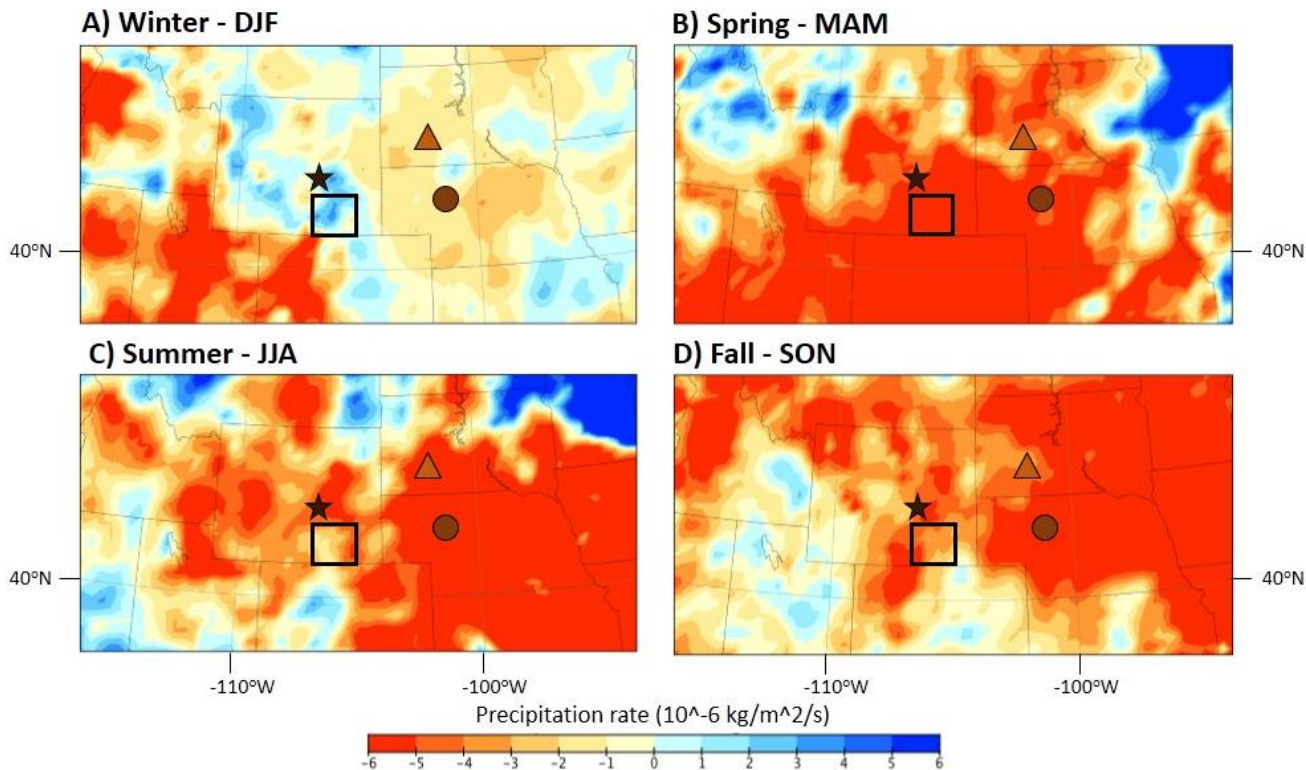 A) Winter - DJF
B) Spring - MAM
40°N
40°N
C) Summer - JJA
D) Fall - SON
40°N
40°N
-110°W
-100°W
-110°W
-100°W
Precipitation rate (10^-6 kg/m^2/s)
-6 -5 -4 -3 -2 -1 0 1 2 3 4 5 6